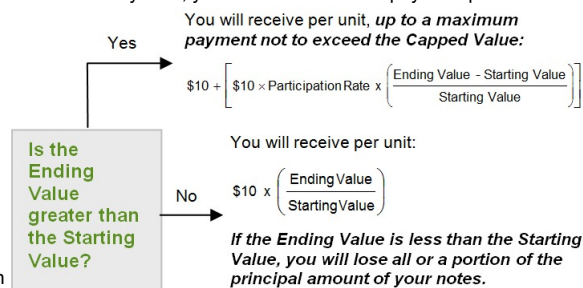 You will receive per unit, up to a maximum
payment not to exceed the Capped Value:
Yes
$10 + [ $10 × Participation Rate x ( Ending Value - Starting Value / Starting Value ) ]
Is the
Ending
Value
greater than
the Starting
Value?
No
You will receive per unit:
$10 x ( Ending Value / Starting Value )
If the Ending Value is less than the Starting
Value, you will lose all or a portion of the
principal amount of your notes.